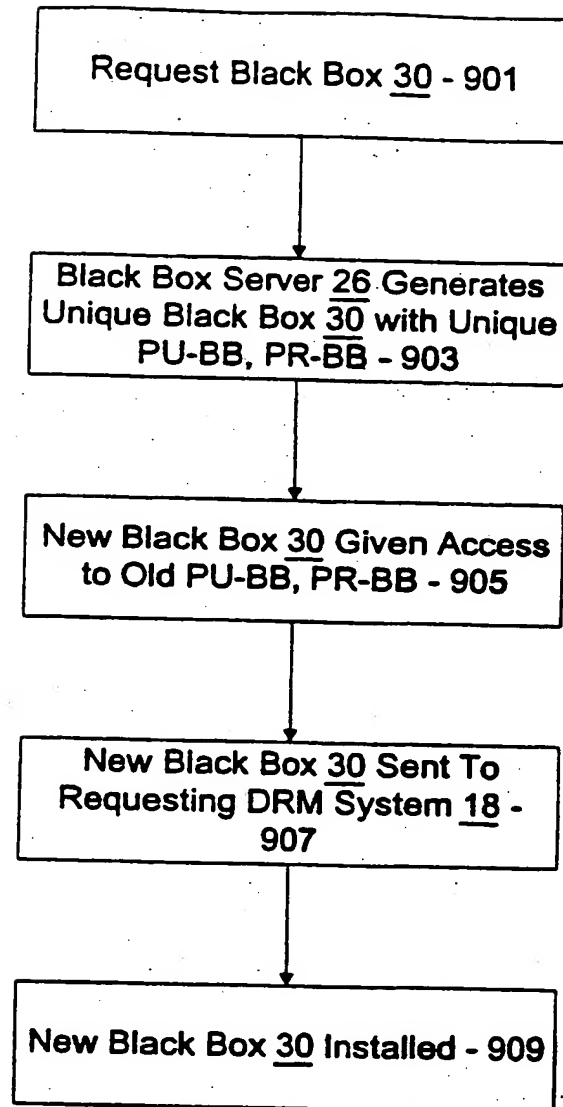 Request Black Box 30 - 901
Black Box Server 26 Generates
Unique Black Box 30 with Unique
PU-BB, PR-BB - 903
New Black Box 30 Given Access
to Old PU-BB, PR-BB - 905
New Black Box 30 Sent To
Requesting DRM System 18 -
907
New Black Box 30 Installed - 909